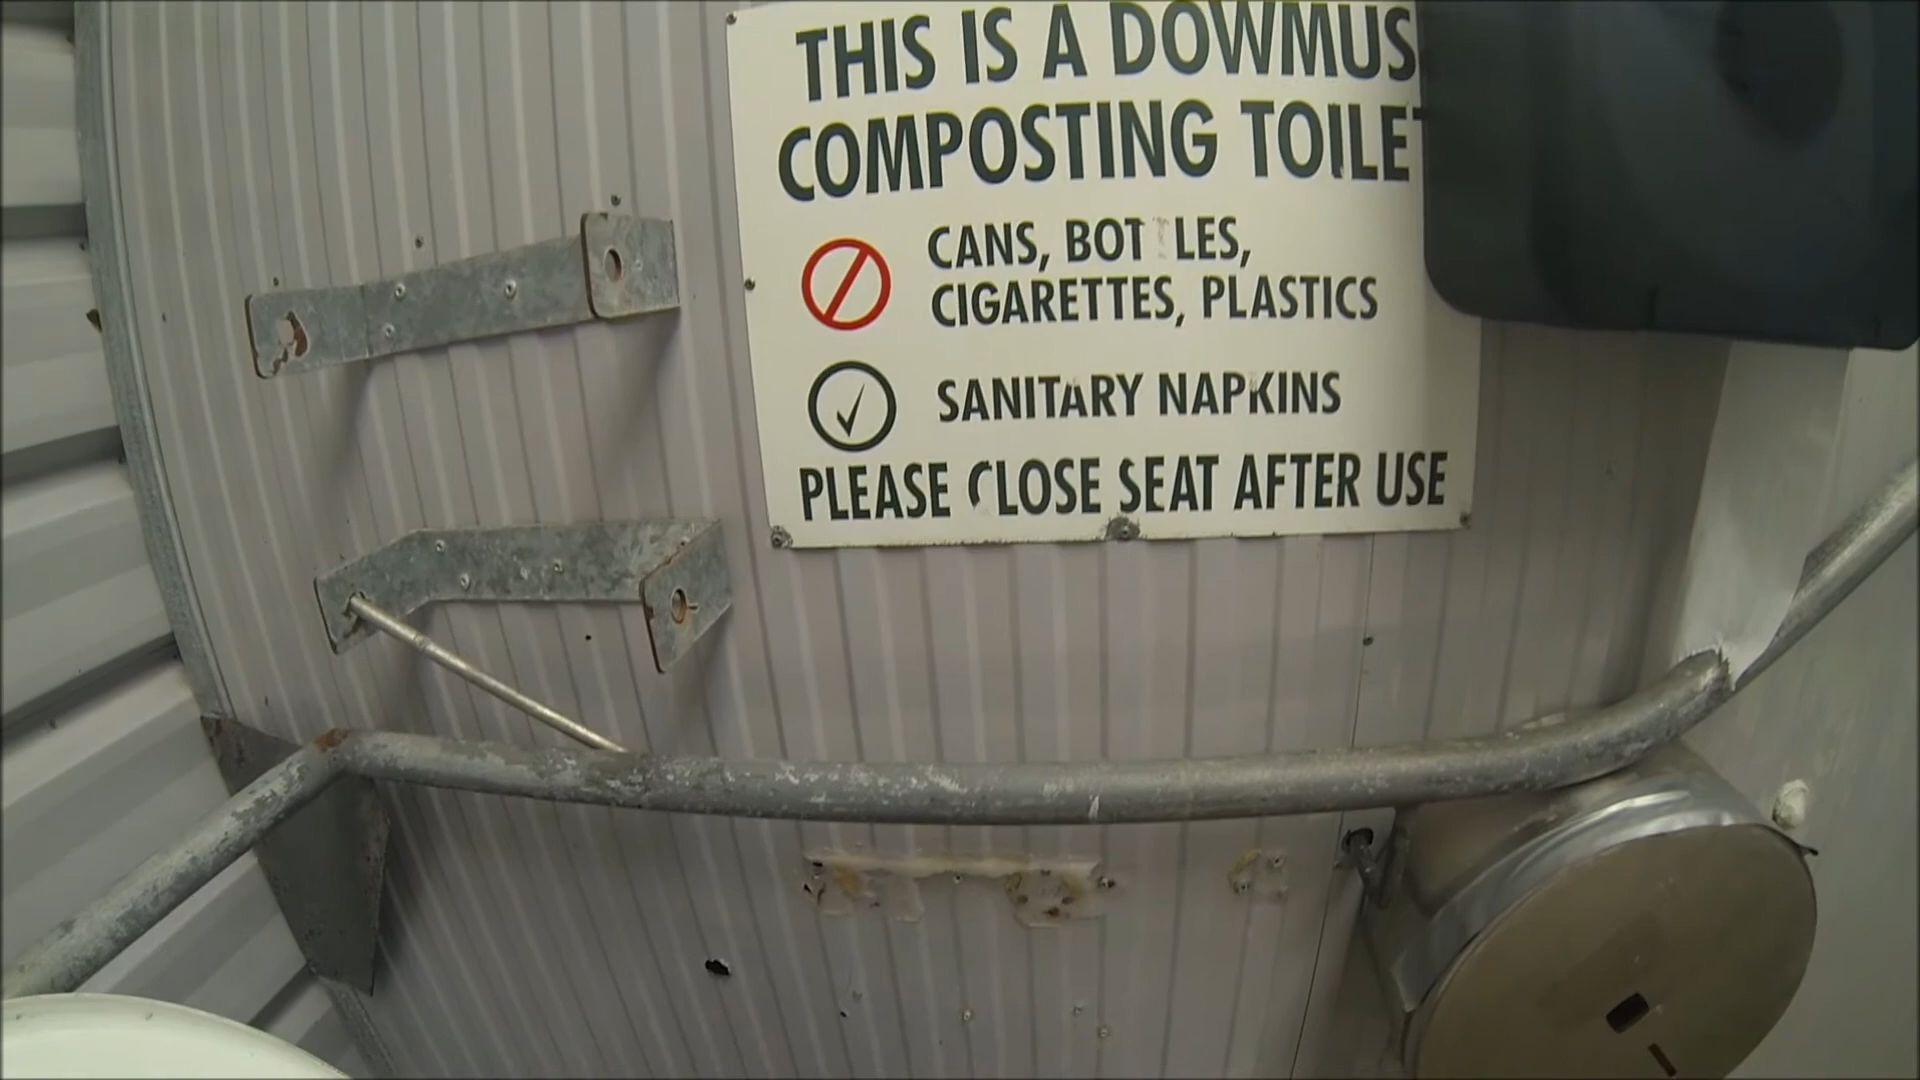 THIS IS A DOWMUS
COMPOSTING TOILET
CANS, BOTTLES,
CIGARETTES, PLASTICS
SANITARY NAPKINS
PLEASE CLOSE SEAT AFTER USE